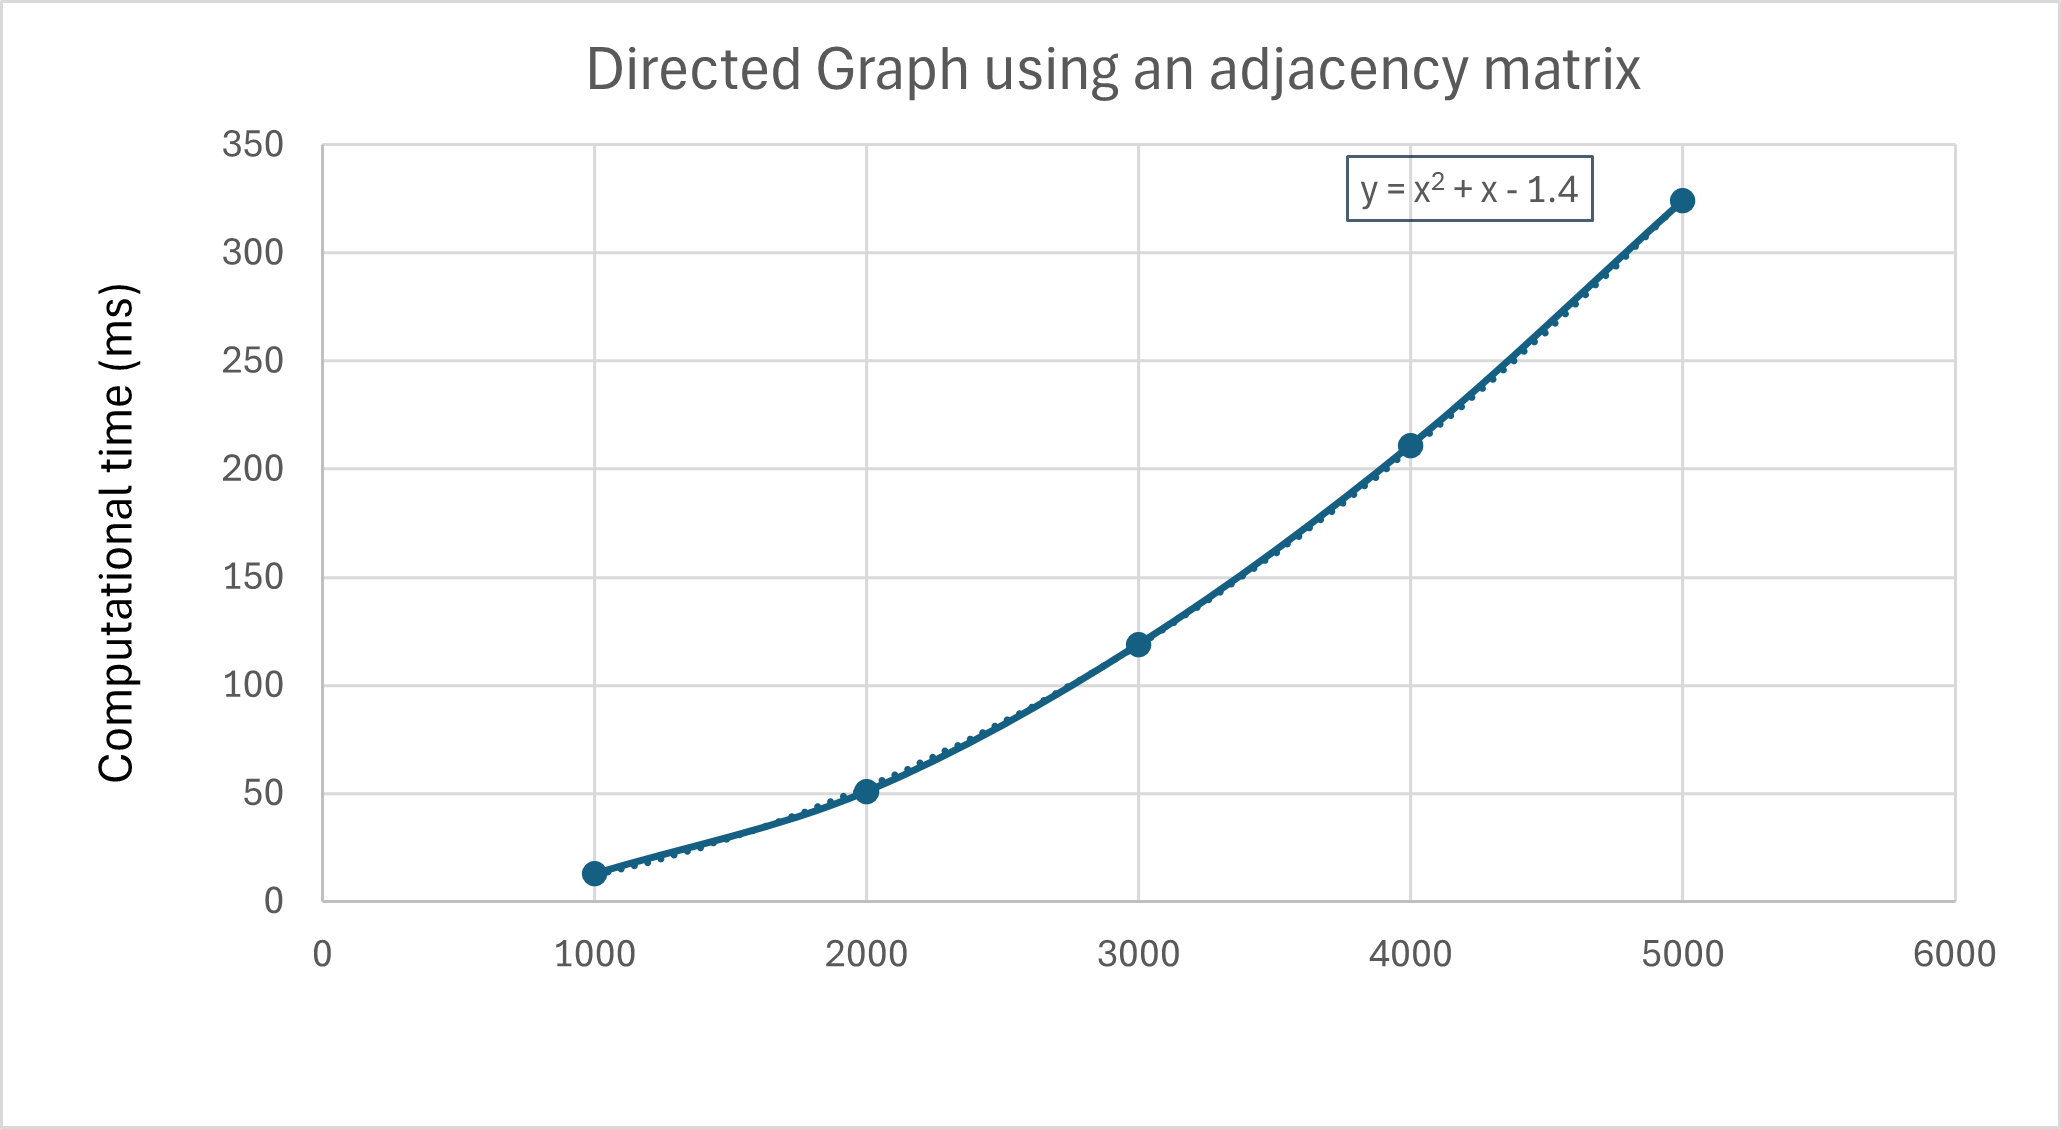 Directed Graph using an adjacency matrix
350
y = x² + x - 1.4
300
250
200
150
100
50
0
Computational time (ms)
0 1000 2000 3000 4000 5000 6000